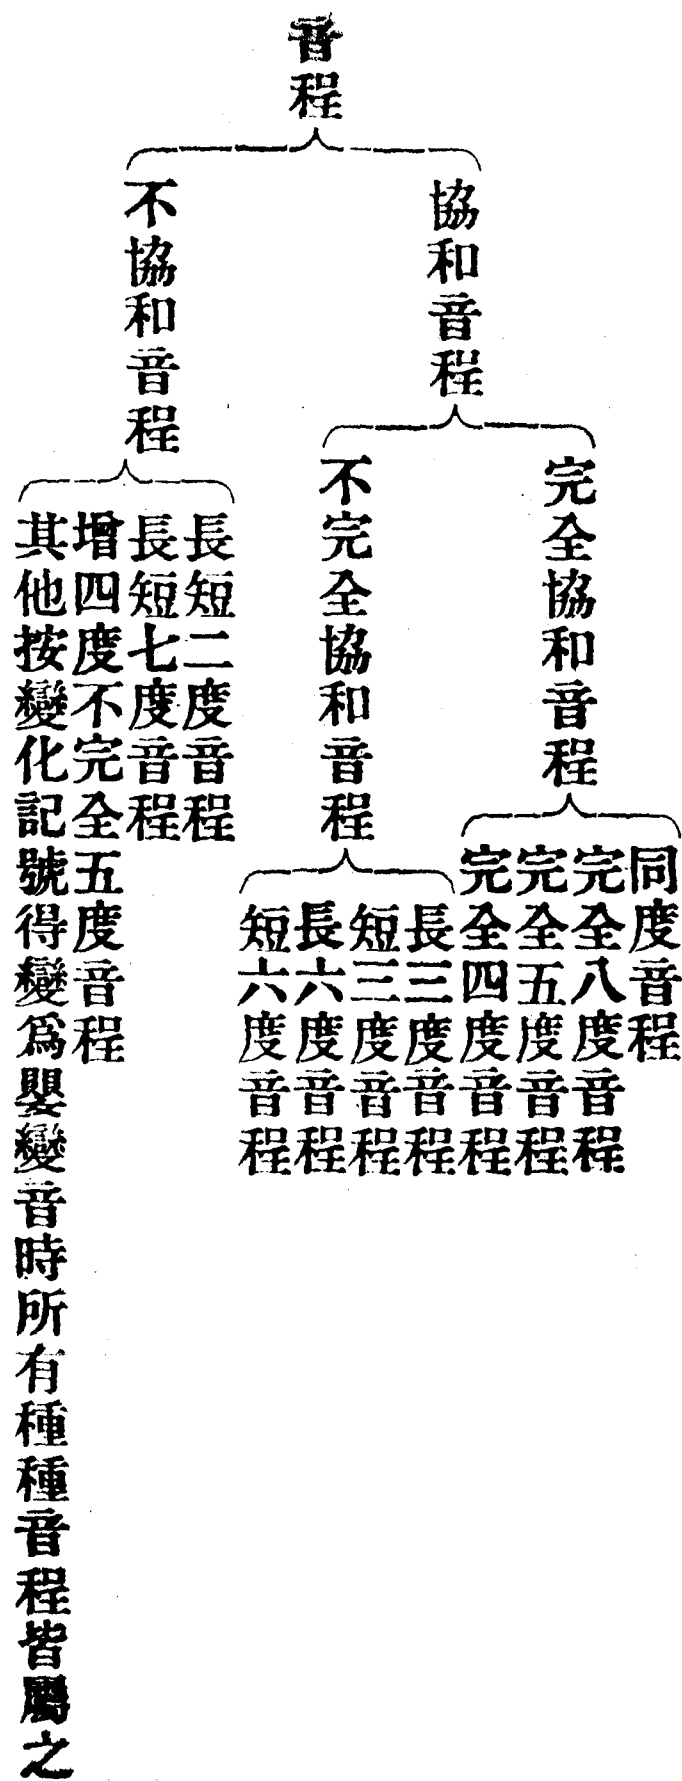 音程
協和音程
完全協和音程
同度音程
完全八度音程
完全五度音程
完全四度音程
不完全協和音程
長三度音程
短三度音程
長六度音程
短六度音程
不協和音程
長短二度音程
長短七度音程
增四度不完全五度音程
其他按變化記號得變爲嬰變音時所有種種音程皆屬之